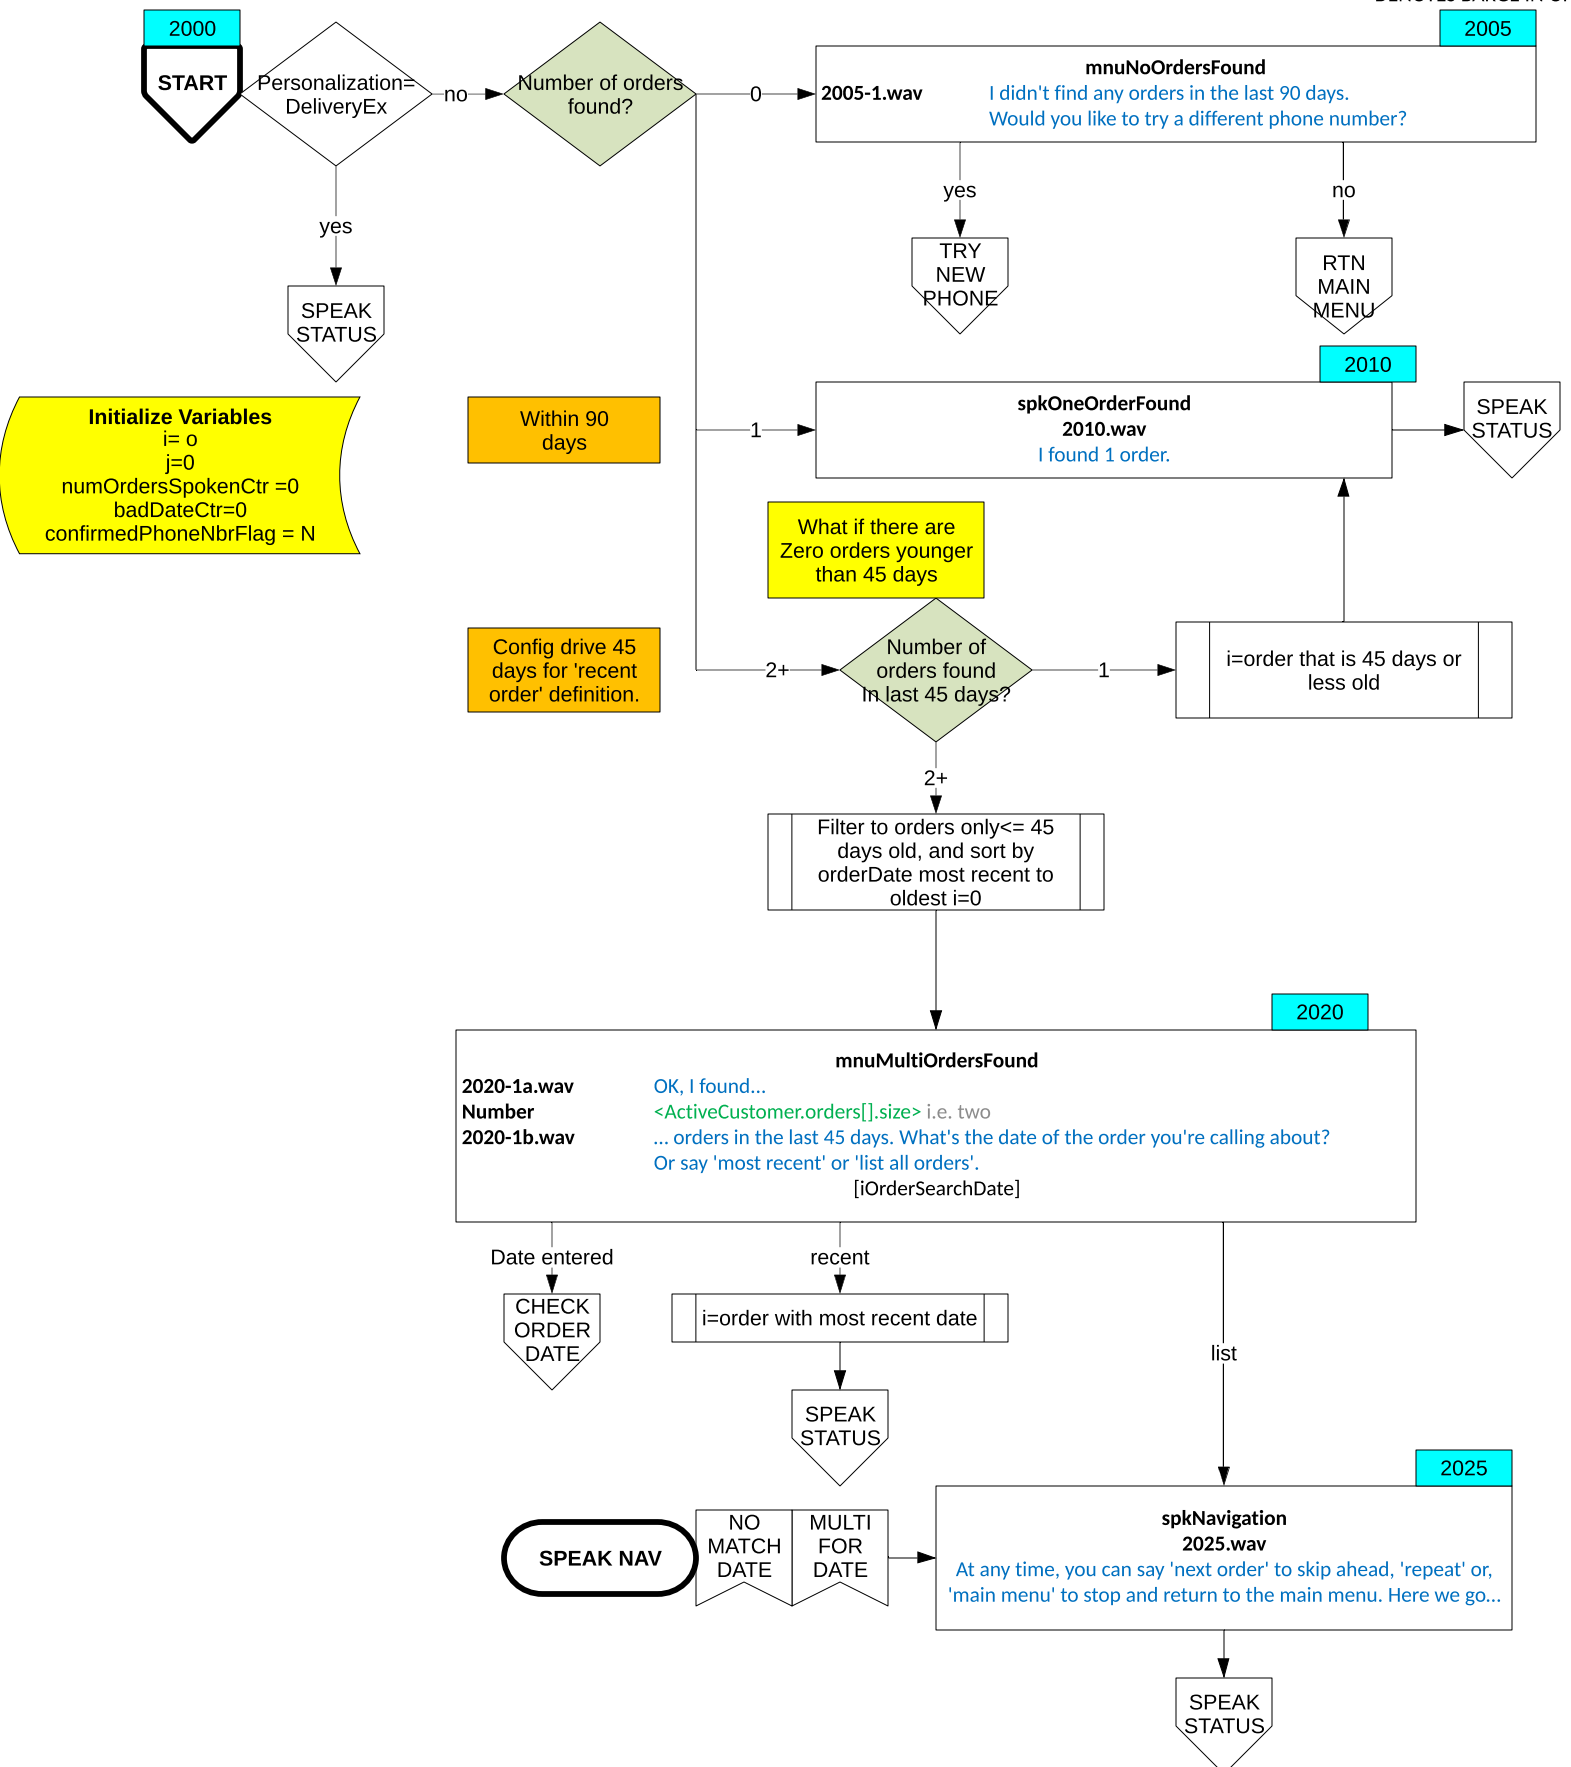 2000
START
Personalization=
DeliveryEx
no
Number of orders
found?
0
2005
mnuNoOrdersFound
2005-1.wav I didn't find any orders in the last 90 days.
Would you like to try a different phone number?
yes
no
yes
TRY
NEW
PHONE
RTN
MAIN
MENU
SPEAK
STATUS
2010
Initialize Variables
i= o
j=0
numOrdersSpokenCtr =0
badDateCtr=0
confirmedPhoneNbrFlag = N
Within 90
days
1
spkOneOrderFound
2010.wav
I found 1 order.
SPEAK
STATUS
What if there are
Zero orders younger
than 45 days
Config drive 45
days for 'recent
order' definition.
2+
Number of
orders found
In last 45 days?
1
i=order that is 45 days or
less old
2+
Filter to orders only<= 45
days old, and sort by
orderDate most recent to
oldest i=0
2020
mnuMultiOrdersFound
2020-1a.wav OK, I found...
Number <ActiveCustomer.orders[].size> i.e. two
2020-1b.wav ... orders in the last 45 days. What's the date of the order you're calling about?
Or say 'most recent' or 'list all orders'.
[iOrderSearchDate]
Date entered
recent
list
CHECK
ORDER
DATE
i=order with most recent date
SPEAK
STATUS
2025
SPEAK NAV
NO
MATCH
DATE
MULTI
FOR
DATE
spkNavigation
2025.wav
At any time, you can say 'next order' to skip ahead, 'repeat' or,
'main menu' to stop and return to the main menu. Here we go...
SPEAK
STATUS